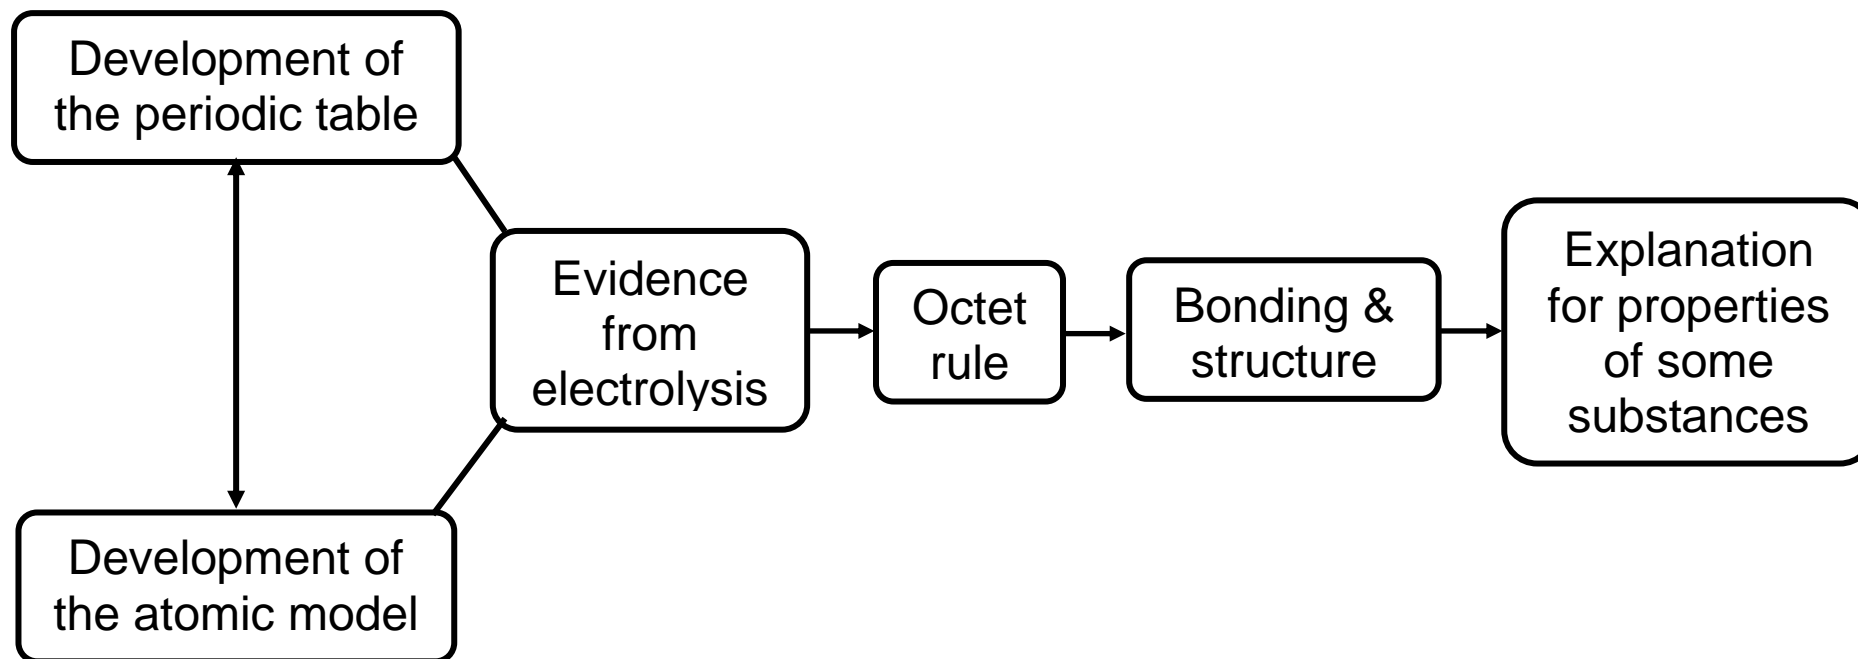 Development of
the periodic table
Development of
the atomic model
Evidence
from
electrolysis
Octet
rule
Bonding &
structure
Explanation
for properties
of some
substances